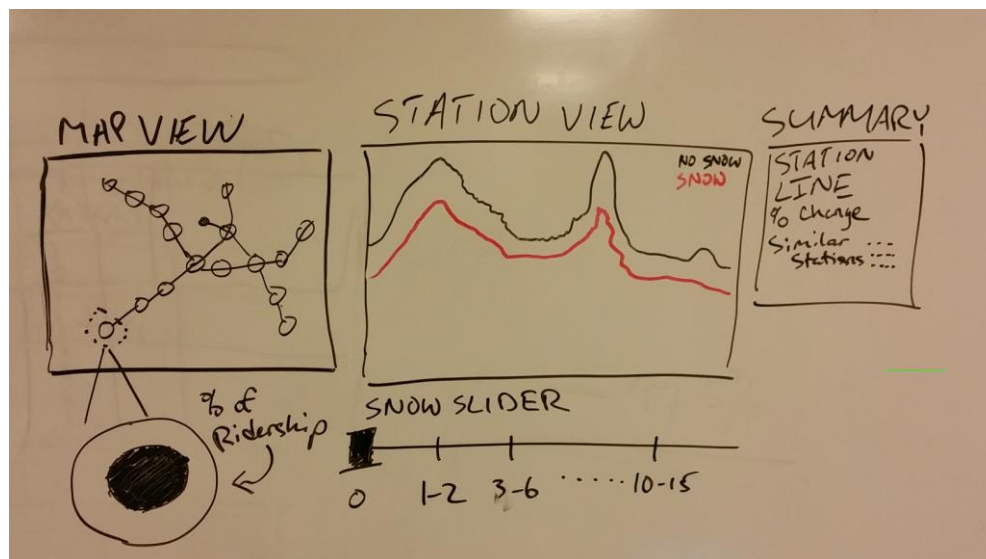 MAP VIEW
% of
Ridership
STATION VIEW
NO SNOW
SNOW
SNOW SLIDER
0 1-2 3-6 ..... 10-15
SUMMARY
STATION
LINE
% Change
Similar ...
Stations ...